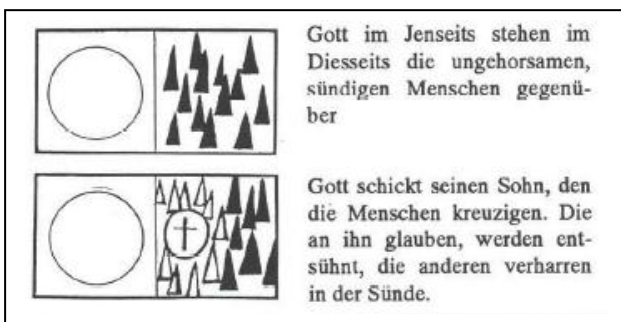 Gott im Jenseits stehen im
Diesseits die ungehorsamen,
sündigen Menschen gegenü-
ber
Gott schickt seinen Sohn, den
die Menschen kreuzigen. Die
an ihn glauben, werden ent-
sühnt, die anderen verharren
in der Sünde.